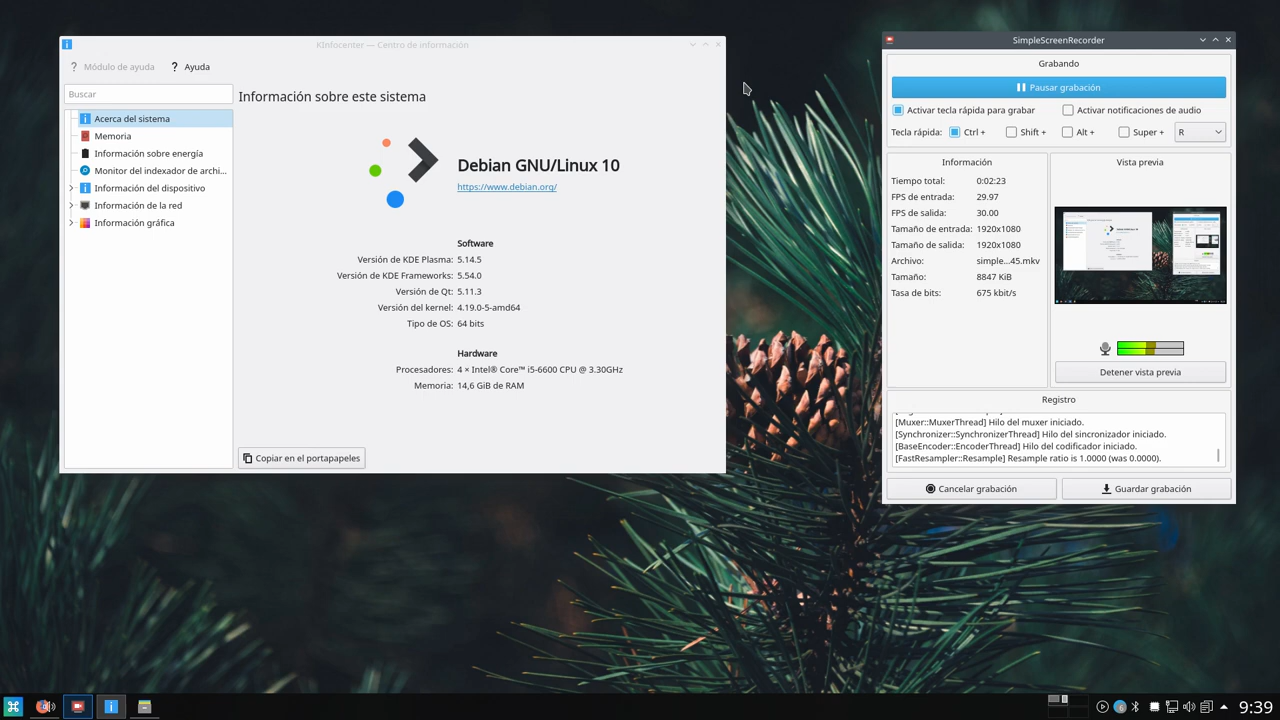 KInfocenter — Centro de información
Módulo de ayuda
Ayuda
Buscar
Acerca del sistema
Memoria
Información sobre energía
Monitor del indexador de archi...
Información del dispositivo
Información de la red
Información gráfica
Información sobre este sistema
Debian GNU/Linux 10
https://www.debian.org/
Software
Versión de KDE Plasma: 5.14.5
Versión de KDE Frameworks: 5.54.0
Versión de Qt: 5.11.3
Versión del kernel: 4.19.0-5-amd64
Tipo de OS: 64 bits
Hardware
Procesadores: 4 × Intel® Core™ i5-6600 CPU @ 3.30GHz
Memoria: 14,6 GiB de RAM
Copiar en el portapapeles
SimpleScreenRecorder
Grabando
Pausar grabación
Activar tecla rápida para grabar
Activar notificaciones de audio
Tecla rápida: Ctrl + Shift + Alt + Super + R
Información
Tiempo total: 0:02:23
FPS de entrada: 29.97
FPS de salida: 30.00
Tamaño de entrada: 1920x1080
Tamaño de salida: 1920x1080
Archivo: simple...45.mkv
Tamaño: 8847 KiB
Tasa de bits: 675 kbit/s
Vista previa
Detener vista previa
Registro
[Muxer::MuxerThread] Hilo del muxer iniciado.
[Synchronizer::SynchronizerThread] Hilo del sincronizador iniciado.
[BaseEncoder::EncoderThread] Hilo del codificador iniciado.
[FastResampler::Resample] Resample ratio is 1.0000 (was 0.0000).
Cancelar grabación
Guardar grabación
6
9:39